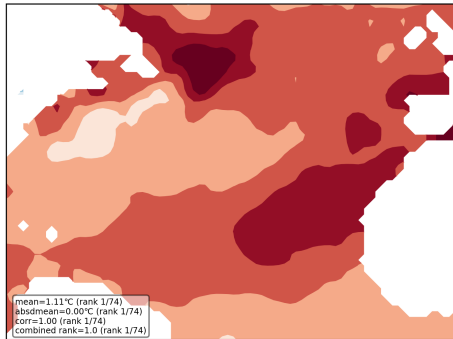 mean=1.11℃ (rank 1/74)
absdmean=0.00℃ (rank 1/74)
corr=1.00 (rank 1/74)
combined rank=1.0 (rank 1/74)